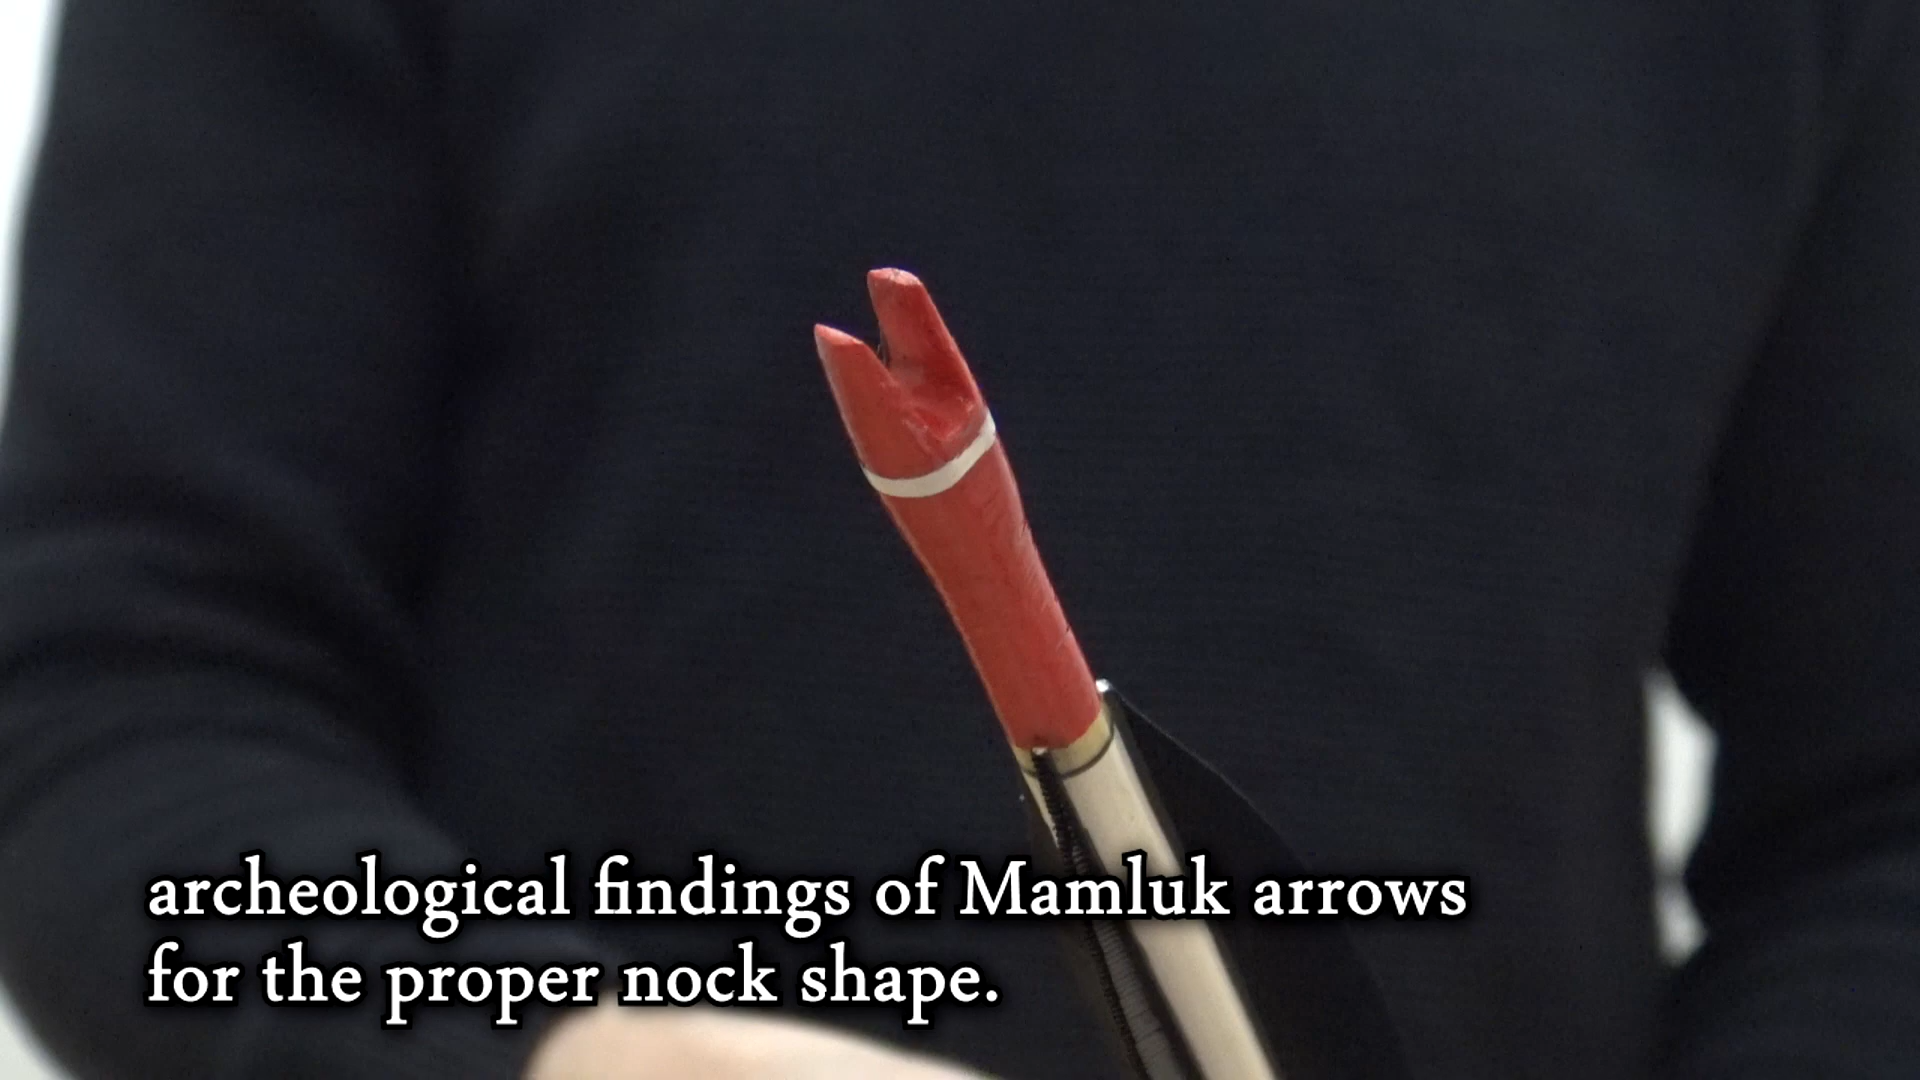 archeological findings of Mamluk arrows
for the proper nock shape.